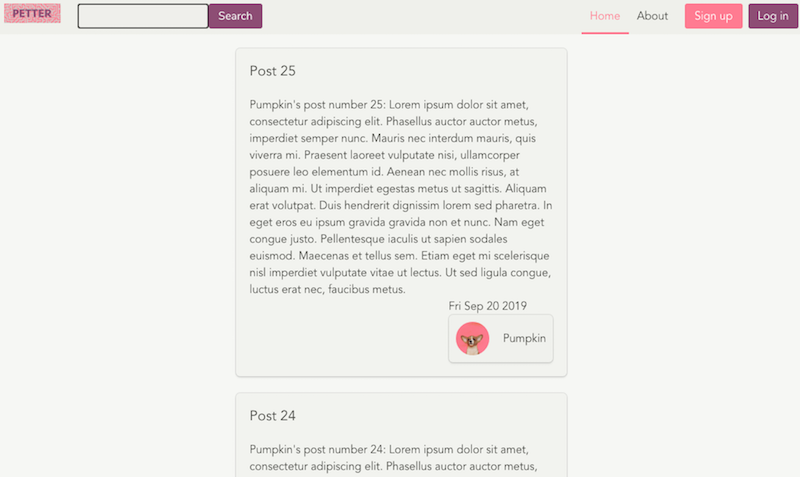 PETTER
Search
Home
About
Sign up
Log in
Post 25
Pumpkin's post number 25: Lorem ipsum dolor sit amet,
consectetur adipiscing elit. Phasellus auctor auctor metus,
imperdiet semper nunc. Mauris nec interdum mauris, quis
viverra mi. Praesent laoreet vulputate nisi, ullamcorper
posuere leo elementum id. Aenean nec mollis risus, at
aliquam mi. Ut imperdiet egestas metus ut sagittis. Aliquam
erat volutpat. Duis hendrerit dignissim lorem sed pharetra. In
eget eros eu ipsum gravida gravida non et nunc. Nam eget
congue justo. Pellentesque iaculis ut sapien sodales
euismod. Maecenas et tellus sem. Etiam eget mi scelerisque
nisl imperdiet vulputate vitae ut lectus. Ut sed ligula congue,
luctus erat nec, faucibus metus.
Fri Sep 20 2019
Pumpkin
Post 24
Pumpkin's post number 24: Lorem ipsum dolor sit amet,
consectetur adipiscing elit. Phasellus auctor auctor metus,